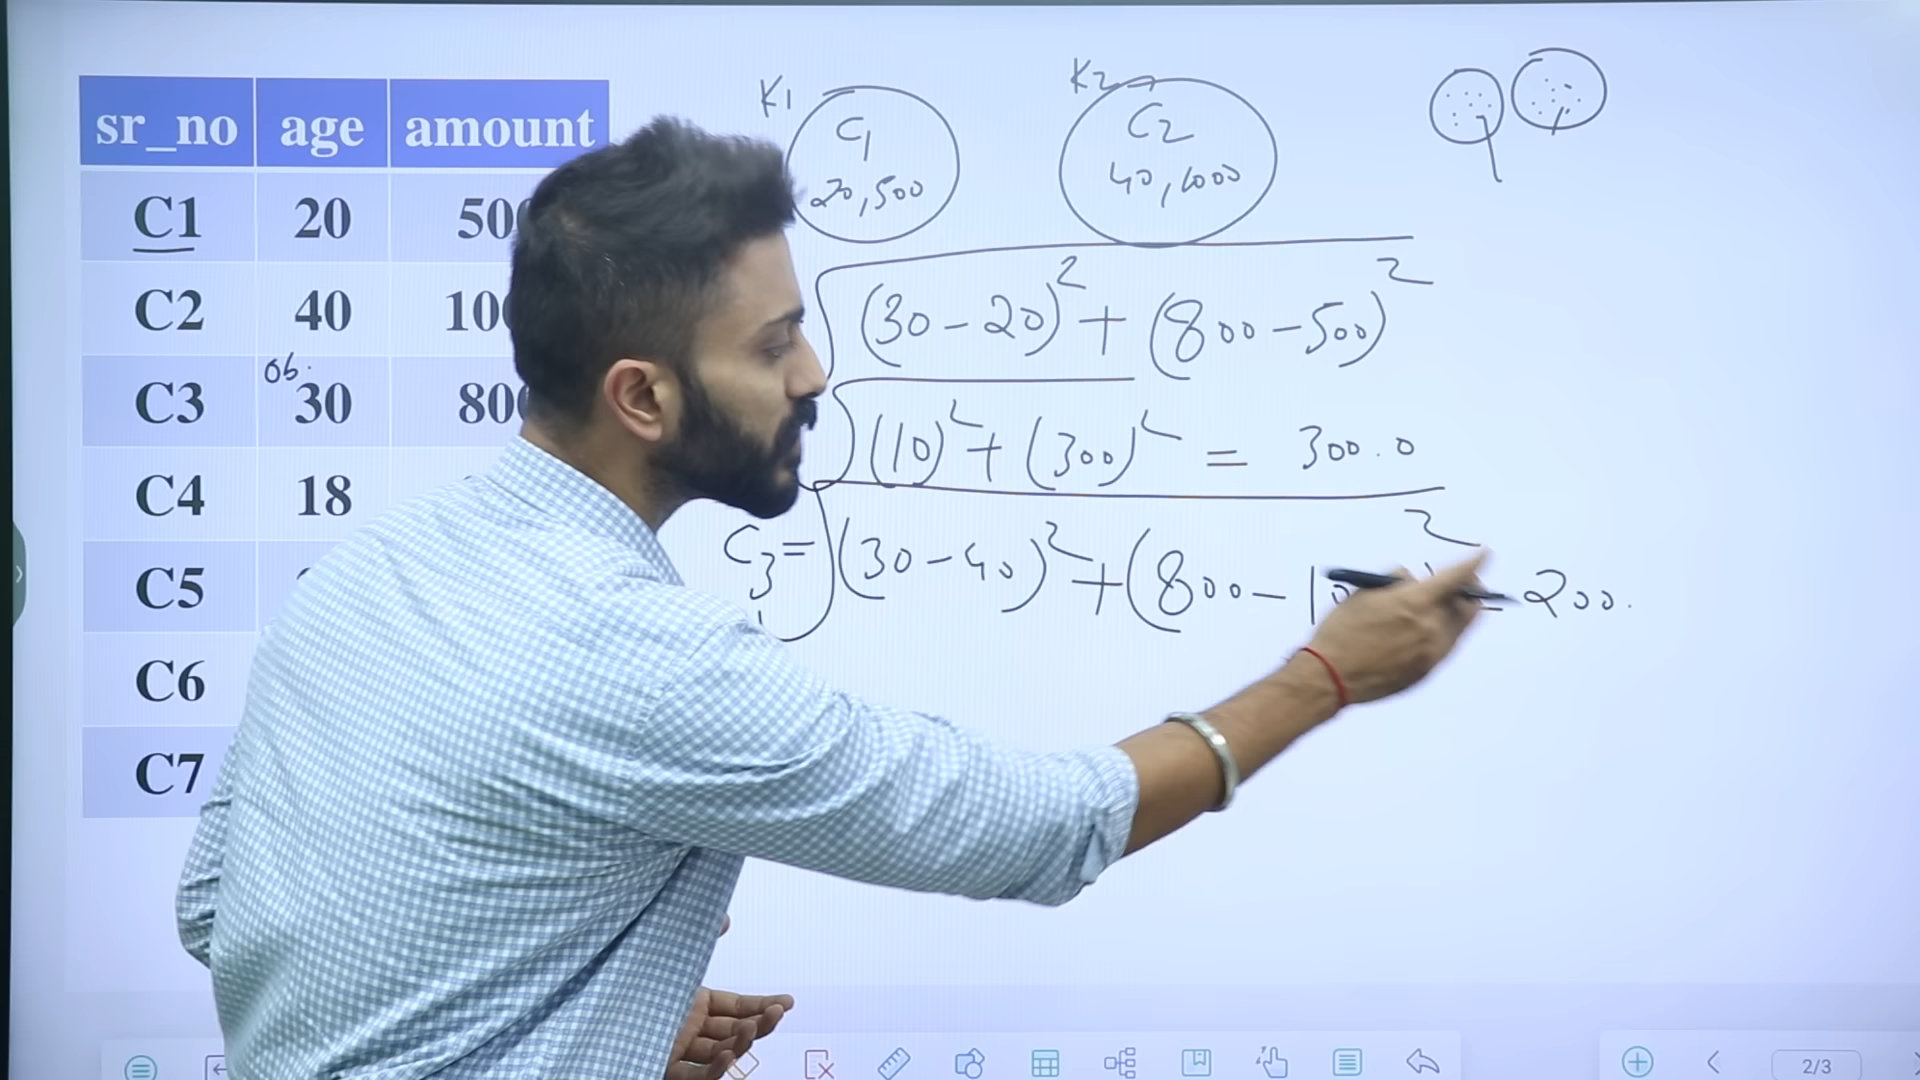 sr_no age amount
C1 20
C2 40
C3 06. 30
C4 18
C5
C6
C7
K1
C1
20,500
K2
C2
40,1000
(30-20)2 + (800-500)2
(10)2 + (300)2 = 300.0
C3 = (30-40)2 + (800-10 = 200.
2/3